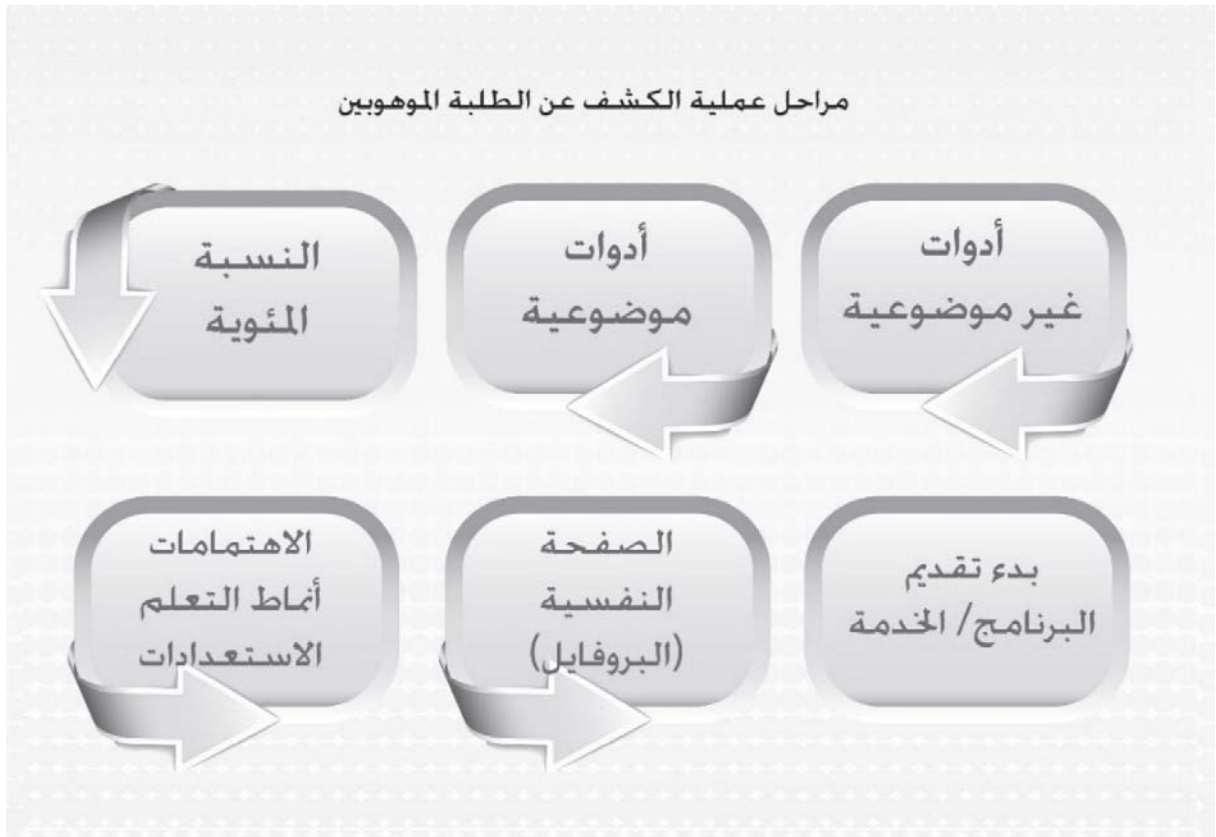 مراحل عملية الكشف عن الطلبة الموهوبين
أدوات
غير موضوعية
أدوات
موضوعية
النسبة
المئوية
الاهتمامات
أنماط التعلم
الاستعدادات
الصفحة
النفسية
(البروفايل)
بدء تقديم
البرنامج/ الخدمة